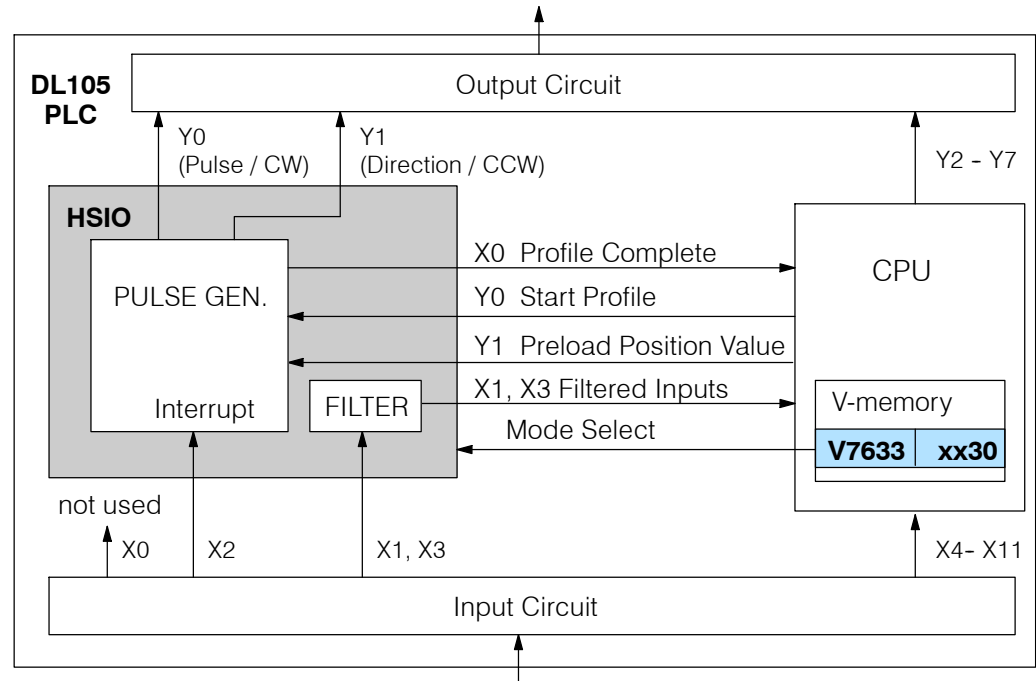 DL105
PLC
Output Circuit
Y0
(Pulse / CW)
Y1
(Direction / CCW)
Y2 - Y7
HSIO
PULSE GEN.
Interrupt
FILTER
X0 Profile Complete
Y0 Start Profile
Y1 Preload Position Value
X1, X3 Filtered Inputs
Mode Select
CPU
V-memory
V7633 xx30
not used
X0
X2
X1, X3
X4- X11
Input Circuit